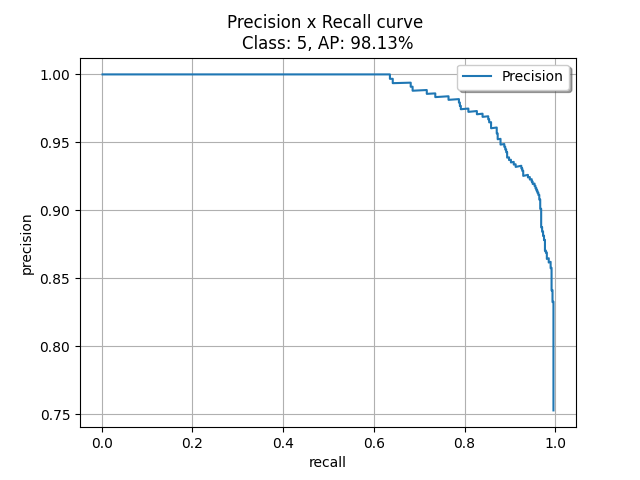 Precision x Recall curve
Class: 5, AP: 98.13%
Precision
1.00
0.95
0.90
0.85
0.80
0.75
precision
0.0 0.2 0.4 0.6 0.8 1.0
recall